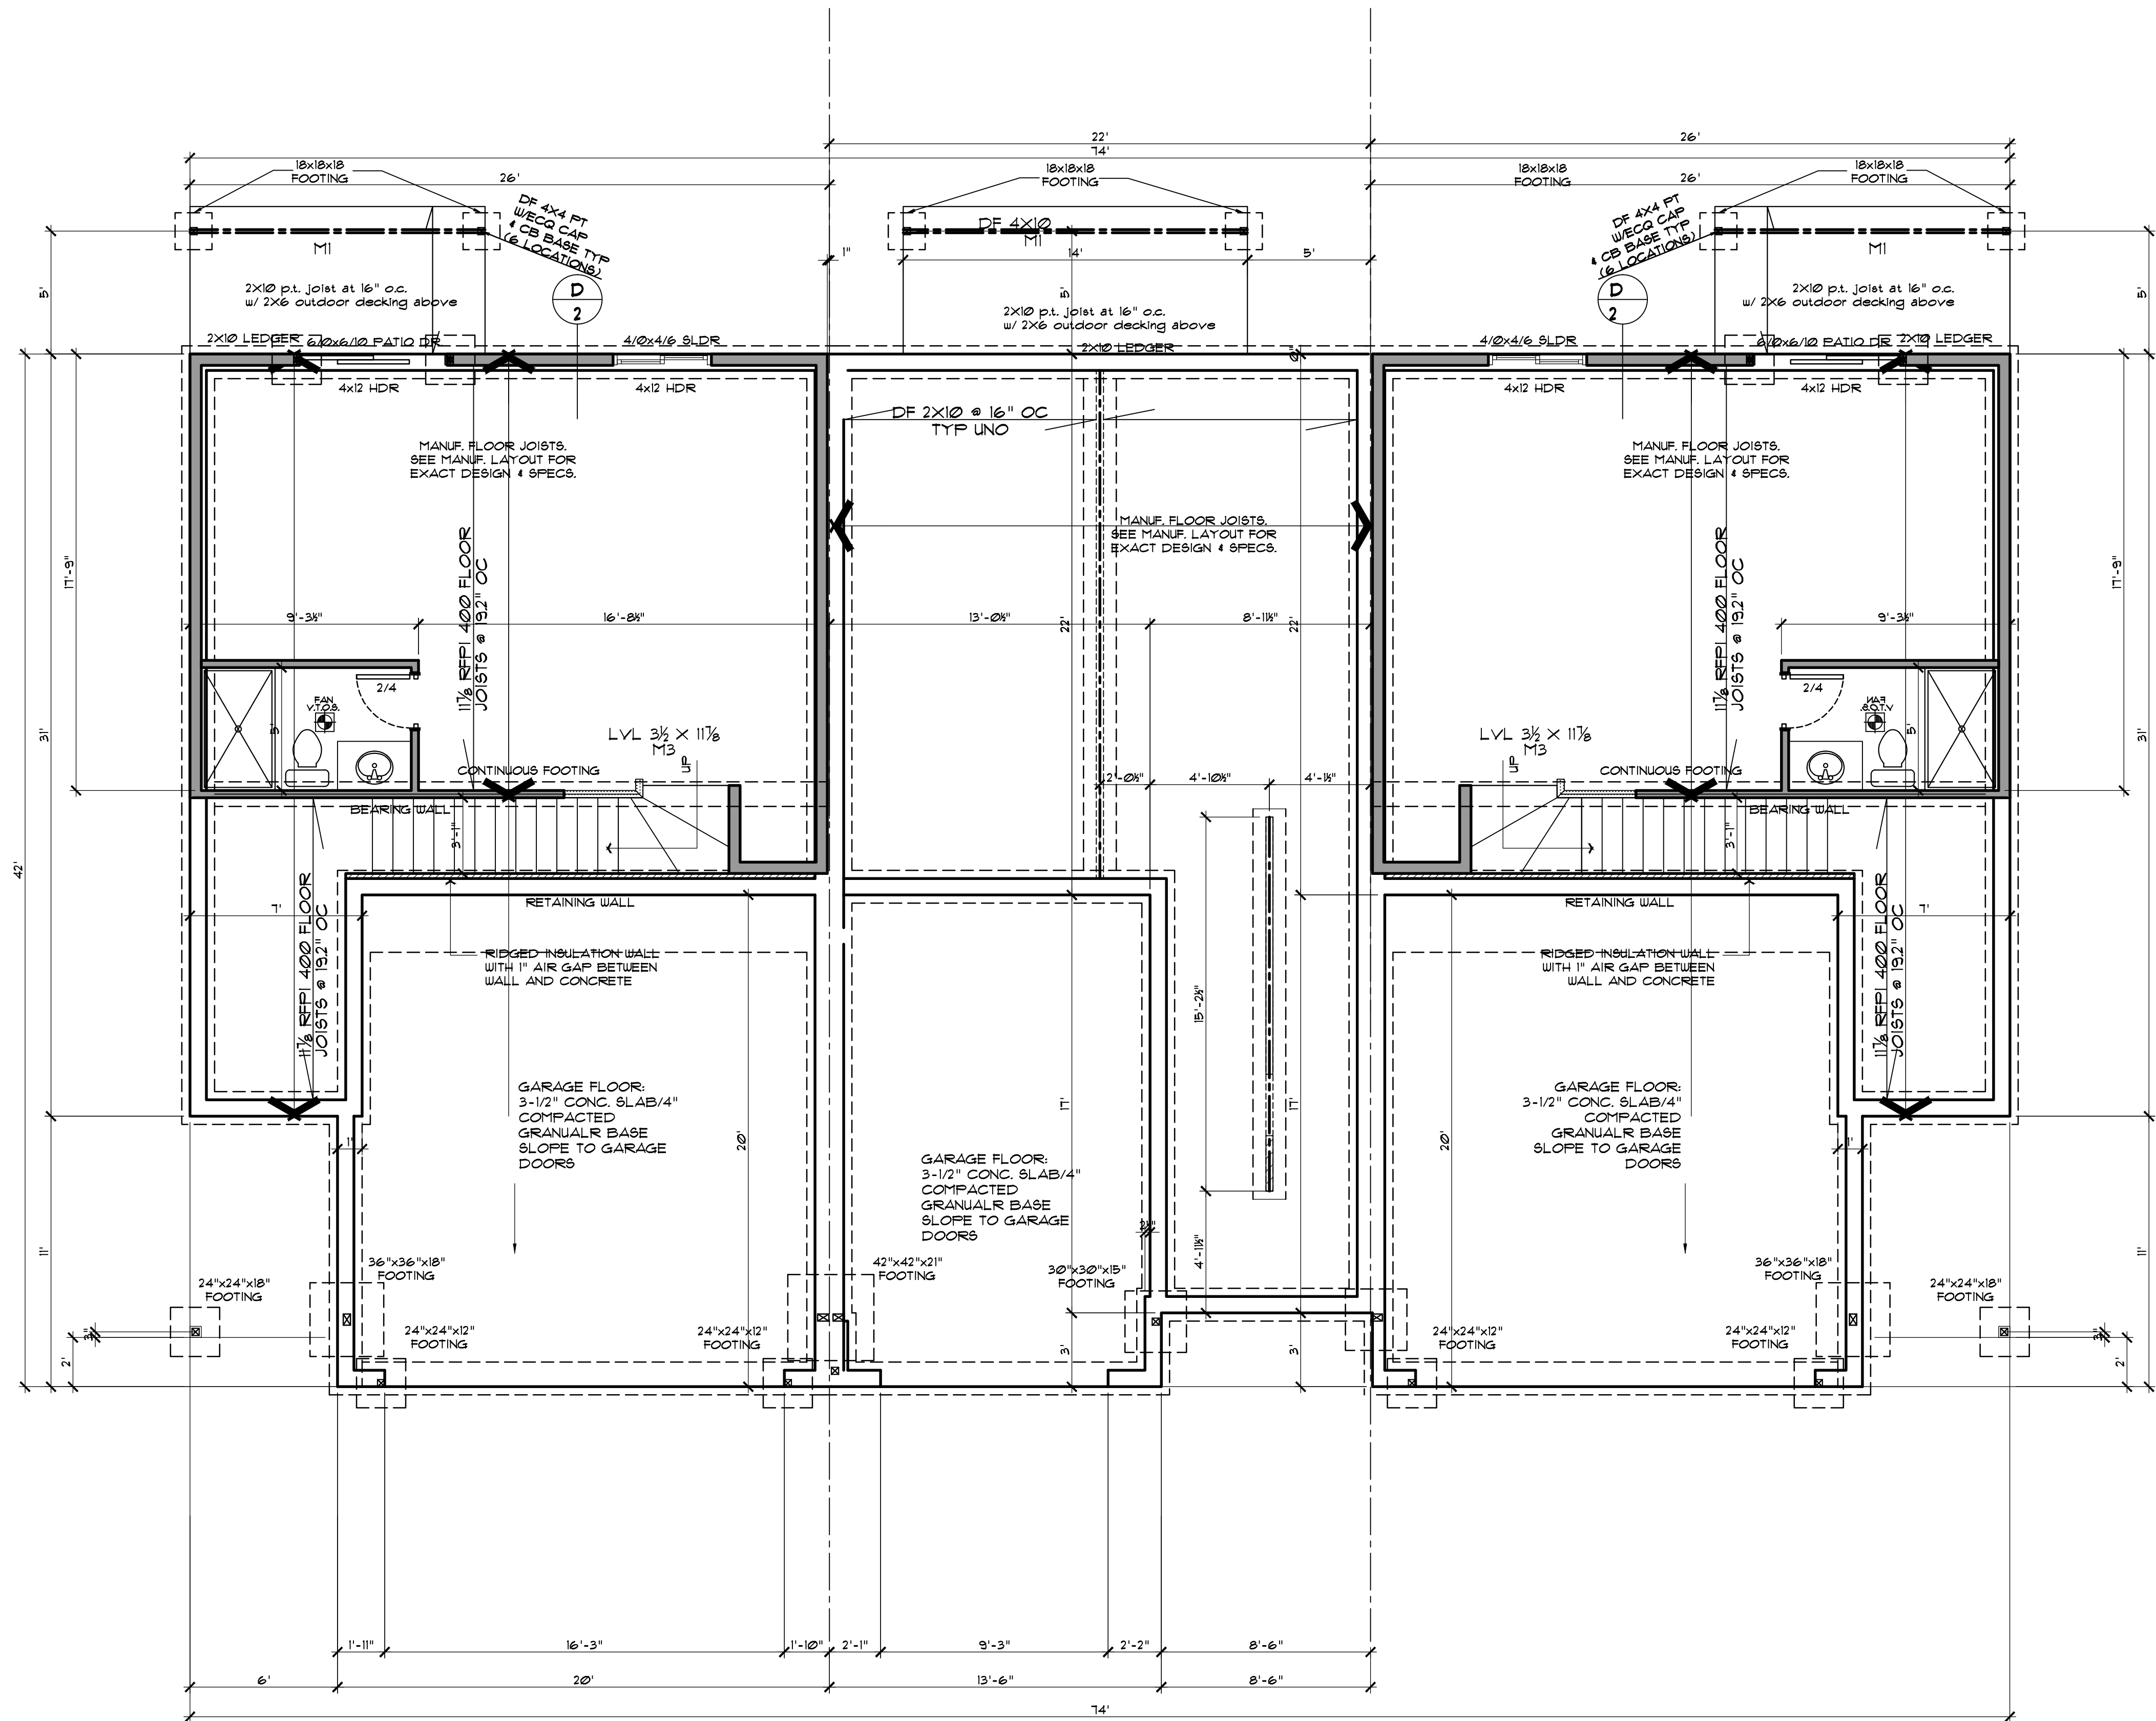 22'
26'
74'
18x18x18
FOOTING
26'
18x18x18
FOOTING
18x18x18
FOOTING
26'
18x18x18
FOOTING
DF 4X4 PT
W/ECQ CAP
& CB BASE TYP
(6 LOCATIONS)
M1
DF 4X10
M1
DF 4X4 PT
W/ECQ CAP
& CB BASE TYP
(6 LOCATIONS)
M1
1"
14'
5'
5'
5'
5'
2X10 p.t. joist at 16" o.c.
w/ 2X6 outdoor decking above
D
2
2X10 p.t. joist at 16" o.c.
w/ 2X6 outdoor decking above
D
2
2X10 p.t. joist at 16" o.c.
w/ 2X6 outdoor decking above
2X10 LEDGER
6/0x6/10 PATIO DR
4/0x4/6 SLDR
2X10 LEDGER
4/0x4/6 SLDR
6/0x6/10 PATIO DR
2X10 LEDGER
4x12 HDR
4x12 HDR
4x12 HDR
4x12 HDR
DF 2X10 @ 16" OC
TYP UNO
MANUF. FLOOR JOISTS.
SEE MANUF. LAYOUT FOR
EXACT DESIGN & SPECS.
MANUF. FLOOR JOISTS.
SEE MANUF. LAYOUT FOR
EXACT DESIGN & SPECS.
MANUF. FLOOR JOISTS.
SEE MANUF. LAYOUT FOR
EXACT DESIGN & SPECS.
17'-9"
17'-9"
11⅞ RFPI 400 FLOOR
JOISTS @ 19.2" OC
11⅞ RFPI 400 FLOOR
JOISTS @ 19.2" OC
9'-3½"
16'-8½"
13'-0½"
22'
8'-11½"
22'
9'-3½"
2/4
FAN
V.T.O.S.
5'
2/4
FAN
V.T.O.S.
5'
31'
31'
LVL 3½ X 11⅞
M3
UP
LVL 3½ X 11⅞
M3
UP
CONTINUOUS FOOTING
2'-0½"
4'-10½"
4'-1½"
CONTINUOUS FOOTING
BEARING WALL
3'-1"
BEARING WALL
3'-1"
42'
RETAINING WALL
RETAINING WALL
7'
7'
11⅞ RFPI 400 FLOOR
JOISTS @ 19.2" OC
11⅞ RFPI 400 FLOOR
JOISTS @ 19.2" OC
RIDGED INSULATION WALL
WITH 1" AIR GAP BETWEEN
WALL AND CONCRETE
RIDGED INSULATION WALL
WITH 1" AIR GAP BETWEEN
WALL AND CONCRETE
15'-2½"
17'
17'
GARAGE FLOOR:
3-1/2" CONC. SLAB/4"
COMPACTED
GRANUALR BASE
SLOPE TO GARAGE
DOORS
GARAGE FLOOR:
3-1/2" CONC. SLAB/4"
COMPACTED
GRANUALR BASE
SLOPE TO GARAGE
DOORS
GARAGE FLOOR:
3-1/2" CONC. SLAB/4"
COMPACTED
GRANUALR BASE
SLOPE TO GARAGE
DOORS
1'
20'
20'
1'
2½"
4'-11½"
11'
11'
24"x24"x18"
FOOTING
36"x36"x18"
FOOTING
42"x42"x21"
FOOTING
30"x30"x15"
FOOTING
36"x36"x18"
FOOTING
24"x24"x18"
FOOTING
24"x24"x12"
FOOTING
24"x24"x12"
FOOTING
24"x24"x12"
FOOTING
24"x24"x12"
FOOTING
3"
2'
3'
3'
3"
2'
1'-11"
16'-3"
1'-10"
2'-1"
9'-3"
2'-2"
8'-6"
6'
20'
13'-6"
8'-6"
74'